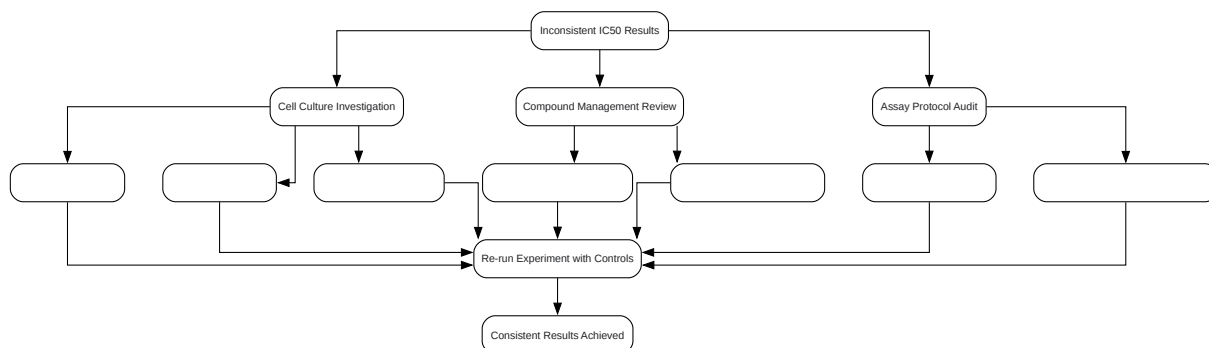 Inconsistent IC50 Results
Cell Culture Investigation
Compound Management Review
Assay Protocol Audit
Re-run Experiment with Controls
Consistent Results Achieved